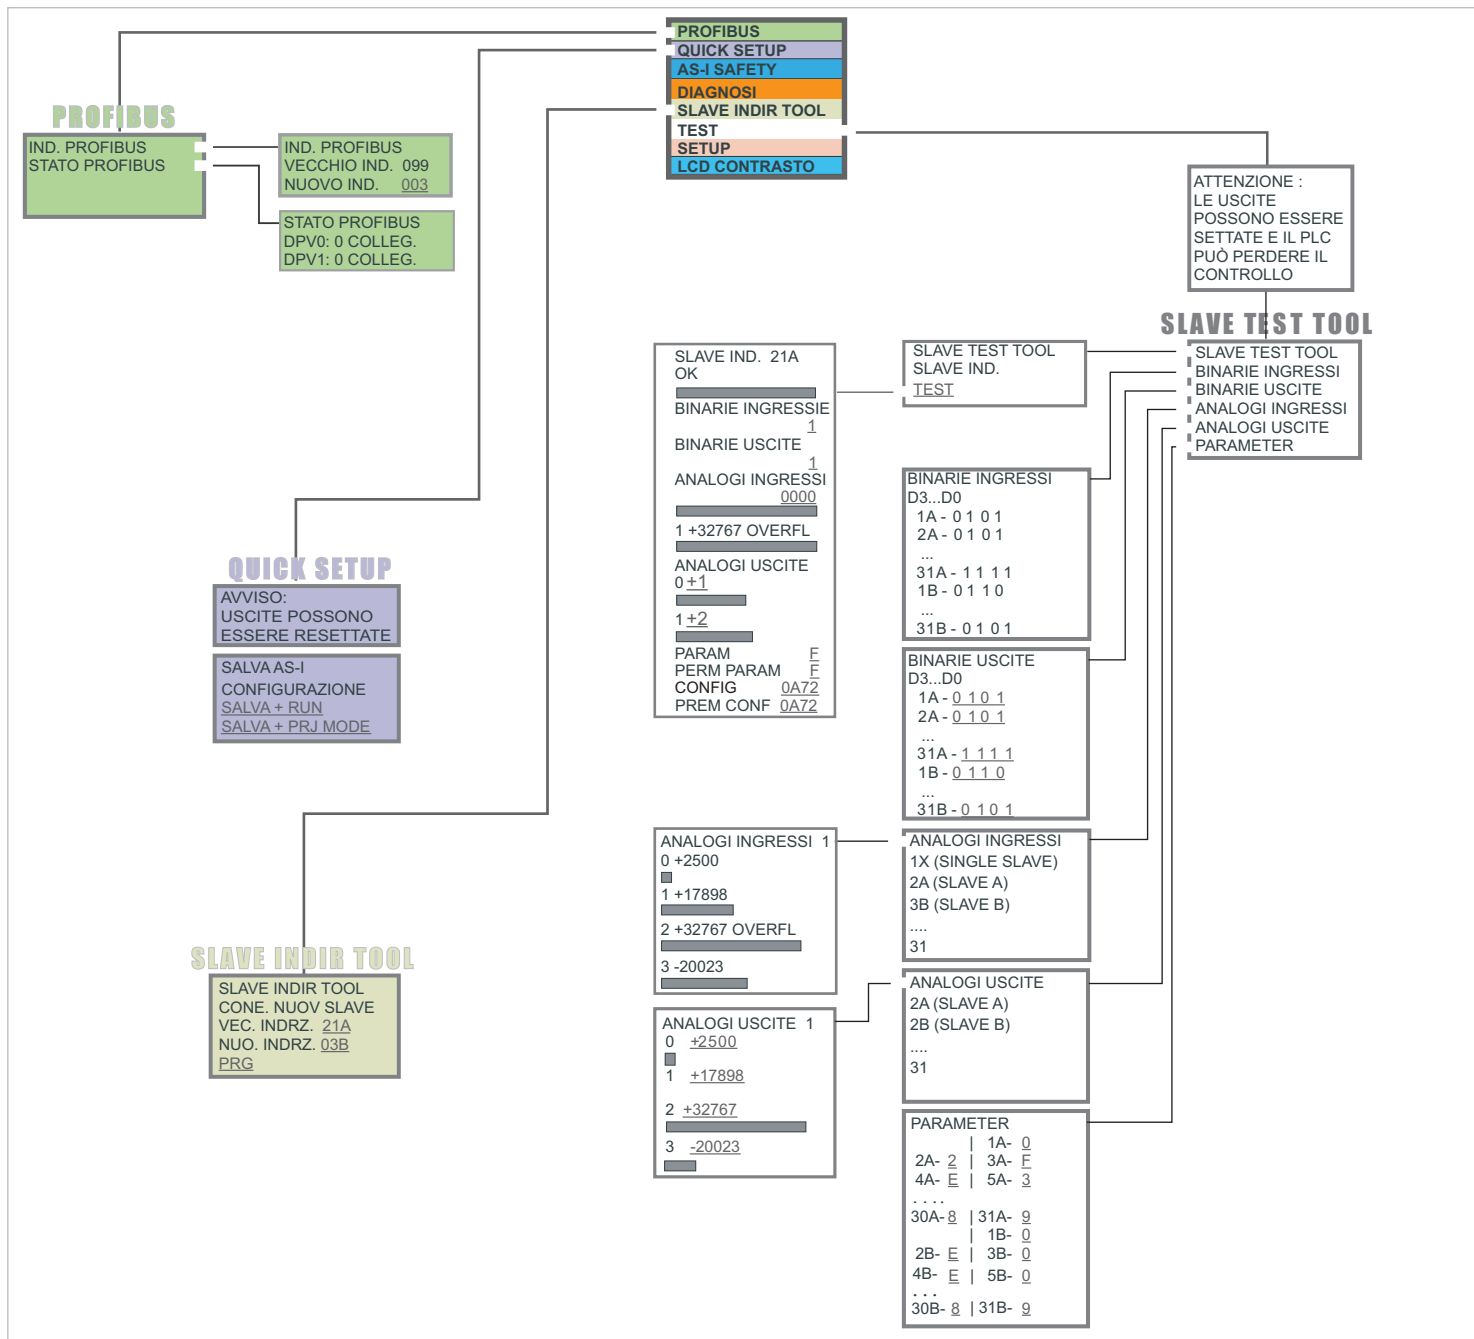 PROFIBUS
QUICK SETUP
AS-I SAFETY
DIAGNOSI
SLAVE INDIR TOOL
TEST
SETUP
LCD CONTRASTO
PROFIBUS
IND. PROFIBUS
STATO PROFIBUS
IND. PROFIBUS
VECCHIO IND. 099
NUOVO IND. 003
STATO PROFIBUS
DPV0: 0 COLLEG.
DPV1: 0 COLLEG.
QUICK SETUP
AVVISO:
USCITE POSSONO
ESSERE RESETTATE
SALVA AS-I
CONFIGURAZIONE
SALVA + RUN
SALVA + PRJ MODE
SLAVE INDIR TOOL
SLAVE INDIR TOOL
CONE. NUOV SLAVE
VEC. INDRZ. 21A
NUO. INDRZ. 03B
PRG
ATTENZIONE :
LE USCITE
POSSONO ESSERE
SETTATE E IL PLC
PUÒ PERDERE IL
CONTROLLO
SLAVE TEST TOOL
SLAVE TEST TOOL
BINARIE INGRESSI
BINARIE USCITE
ANALOGI INGRESSI
ANALOGI USCITE
PARAMETER
SLAVE TEST TOOL
SLAVE IND.
TEST
SLAVE IND. 21A
OK
BINARIE INGRESSIE
1
BINARIE USCITE
1
ANALOGI INGRESSI
0000
1 +32767 OVERFL
ANALOGI USCITE
0 +1
1 +2
PARAM F
PERM PARAM F
CONFIG 0A72
PREM CONF 0A72
BINARIE INGRESSI
D3...D0
1A - 0 1 0 1
2A - 0 1 0 1
...
31A - 1 1 1 1
1B - 0 1 1 0
...
31B - 0 1 0 1
BINARIE USCITE
D3...D0
1A - 0 1 0 1
2A - 0 1 0 1
...
31A - 1 1 1 1
1B - 0 1 1 0
...
31B - 0 1 0 1
ANALOGI INGRESSI 1
0 +2500
1 +17898
2 +32767 OVERFL
3 -20023
ANALOGI INGRESSI
1X (SINGLE SLAVE)
2A (SLAVE A)
3B (SLAVE B)
....
31
ANALOGI USCITE 1
0 +2500
1 +17898
2 +32767
3 -20023
ANALOGI USCITE
2A (SLAVE A)
2B (SLAVE B)
....
31
PARAMETER
| 1A- 0
2A- 2 | 3A- F
4A- E | 5A- 3
. . . .
30A- 8 | 31A- 9
| 1B- 0
2B- E | 3B- 0
4B- E | 5B- 0
. . .
30B- 8 | 31B- 9